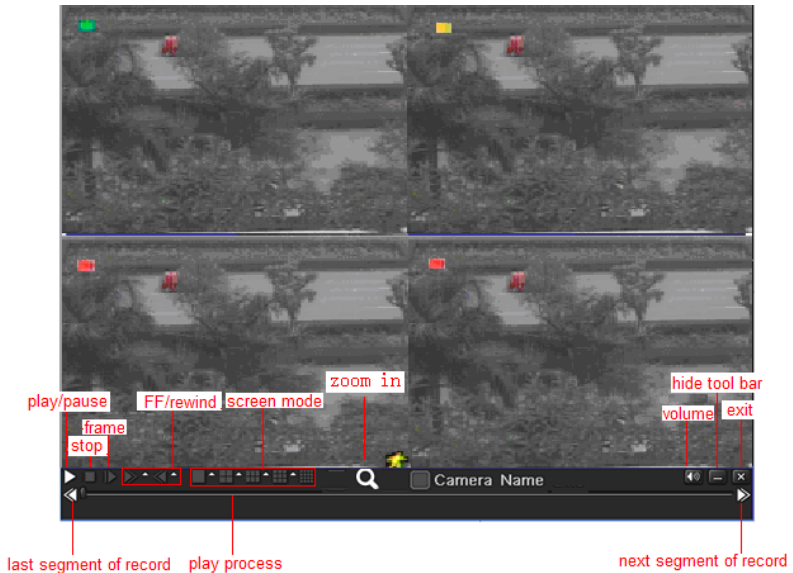 zoom in
hide tool bar
play/pause
FF/rewind
screen mode
volume
exit
frame
stop
Camera Name
last segment of record
play process
next segment of record